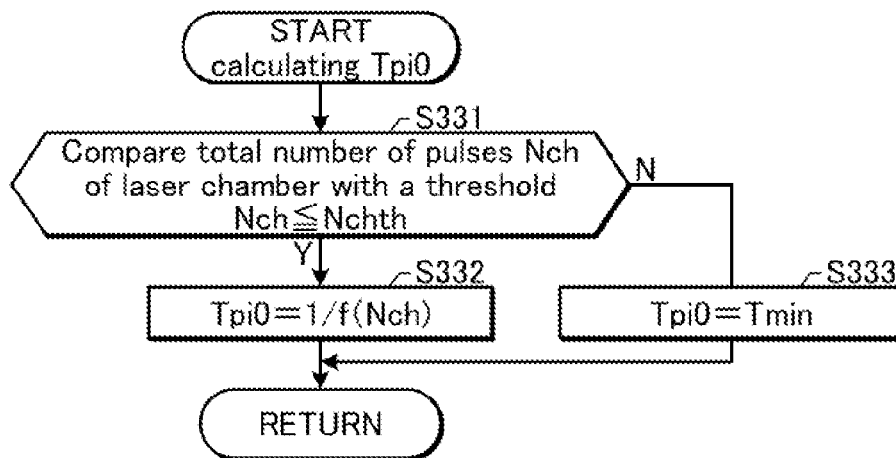 START
calculating Tpi0
S331
Compare total number of pulses Nch
of laser chamber with a threshold
Nch≦Nchth
N
Y
S332
Tpi0=1/f(Nch)
S333
Tpi0=Tmin
RETURN